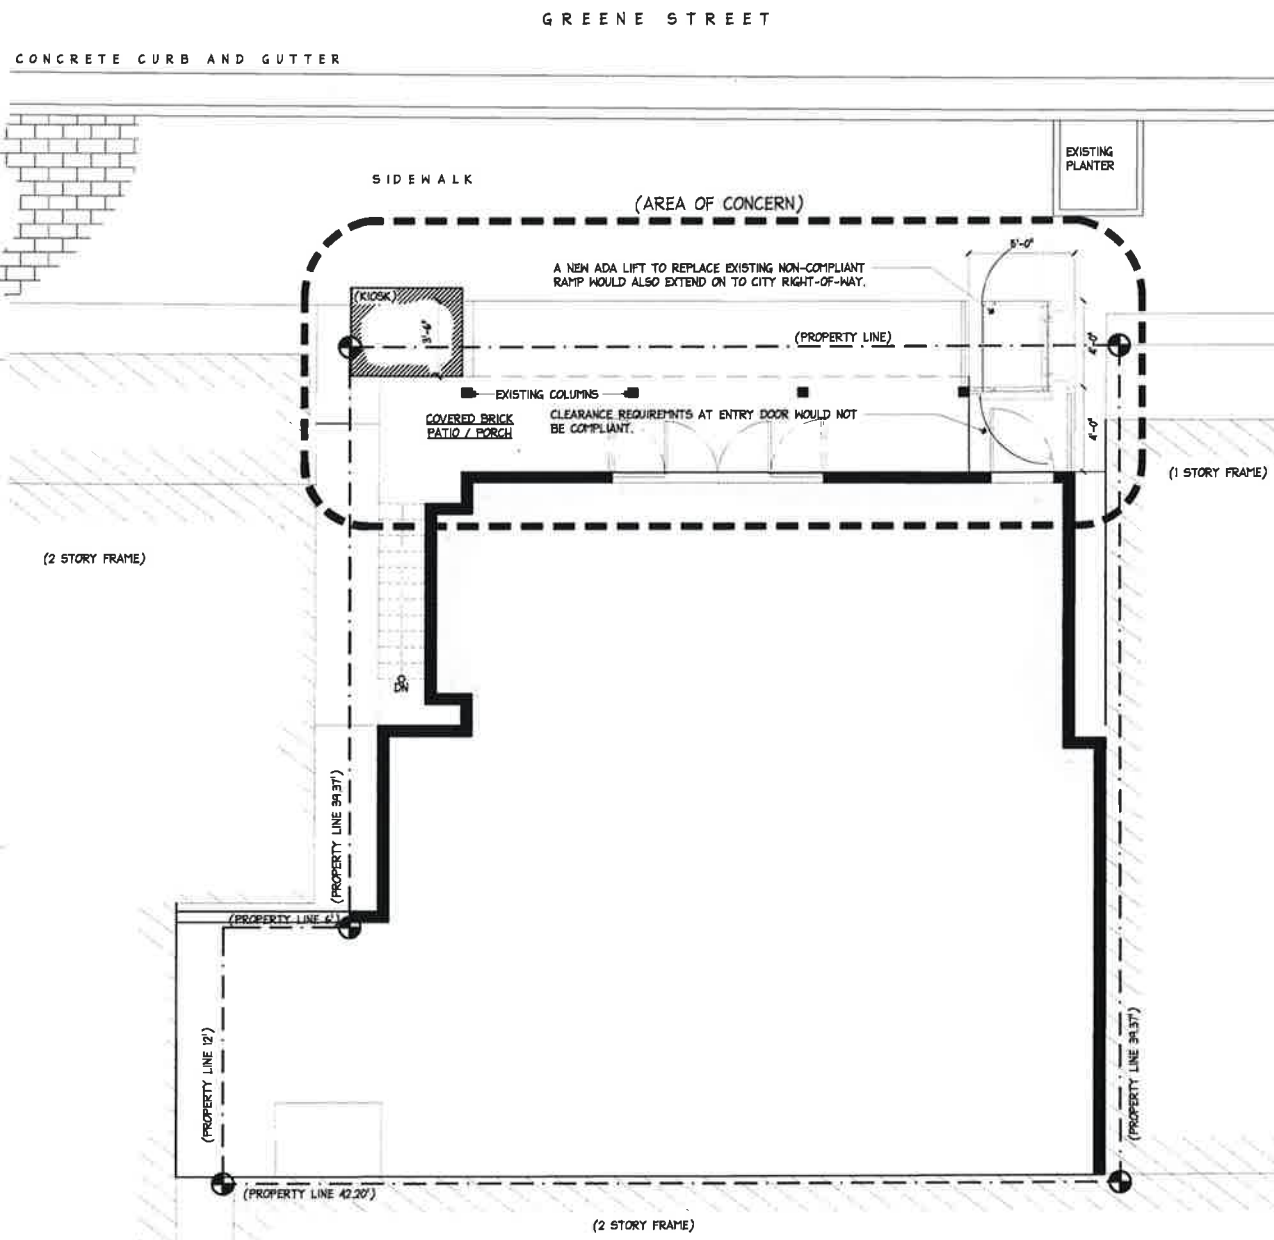 GREENE STREET
CONCRETE CURB AND GUTTER
EXISTING
PLANTER
SIDEWALK
(AREA OF CONCERN)
5'-0"
A NEW ADA LIFT TO REPLACE EXISTING NON-COMPLIANT
RAMP WOULD ALSO EXTEND ON TO CITY RIGHT-OF-WAY.
(KIOSK)
3'-6"
(PROPERTY LINE)
4'-0"
EXISTING COLUMNS
COVERED BRICK
PATIO / PORCH
CLEARANCE REQUIREMNTS AT ENTRY DOOR WOULD NOT
BE COMPLIANT.
4'-0"
(1 STORY FRAME)
(2 STORY FRAME)
DN
(PROPERTY LINE 39.37')
(PROPERTY LINE 6')
(PROPERTY LINE 12')
(PROPERTY LINE 39.37')
(PROPERTY LINE 42.20')
(2 STORY FRAME)